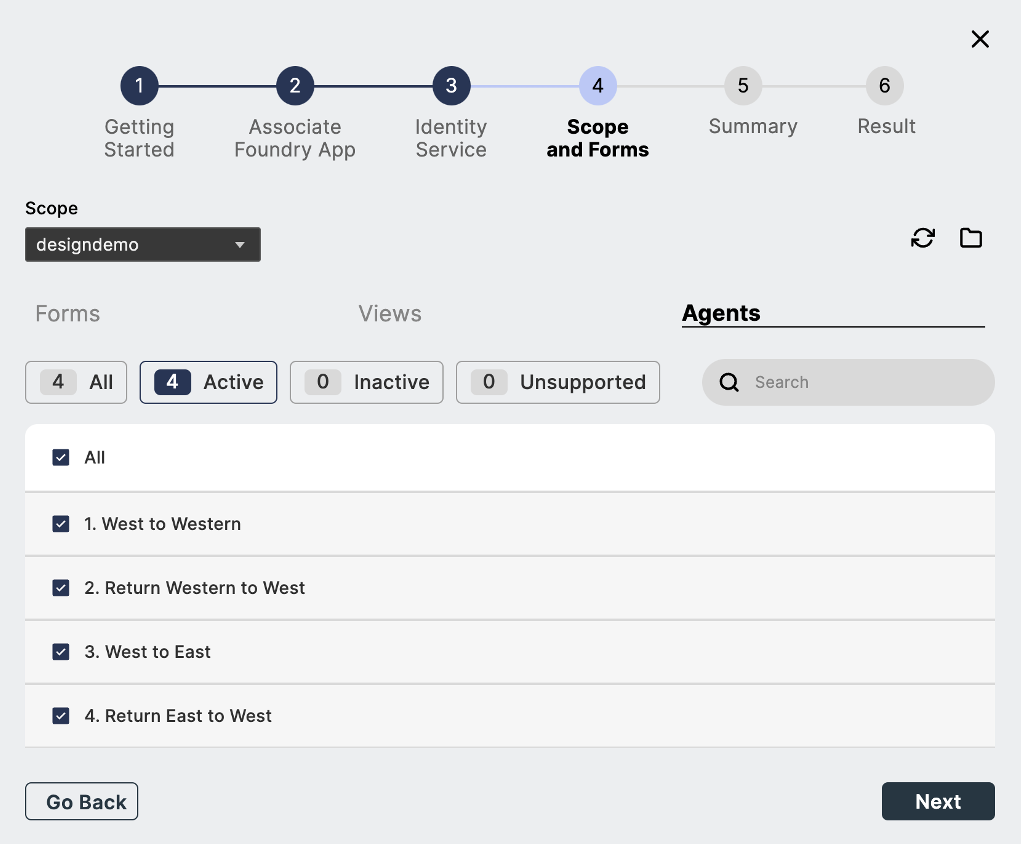 1 2 3 4 5 6
Getting Started
Associate Foundry App
Identity Service
Scope and Forms
Summary
Result
Scope
designdemo
Forms Views Agents
4 All 4 Active 0 Inactive 0 Unsupported Search
All
1. West to Western
2. Return Western to West
3. West to East
4. Return East to West
Go Back Next